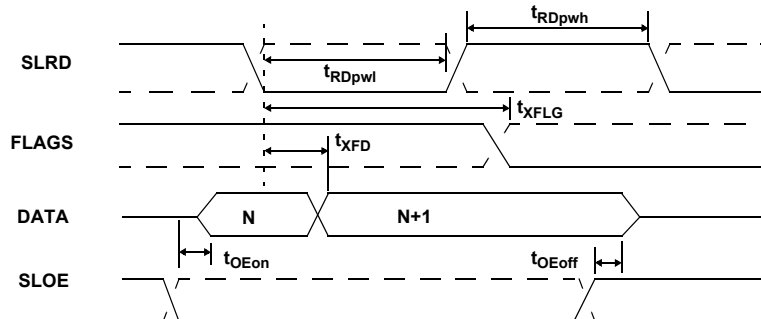 tRDpwh
SLRD
tRDpwl
tXFLG
FLAGS
tXFD
DATA
N
N+1
tOEon
tOEoff
SLOE